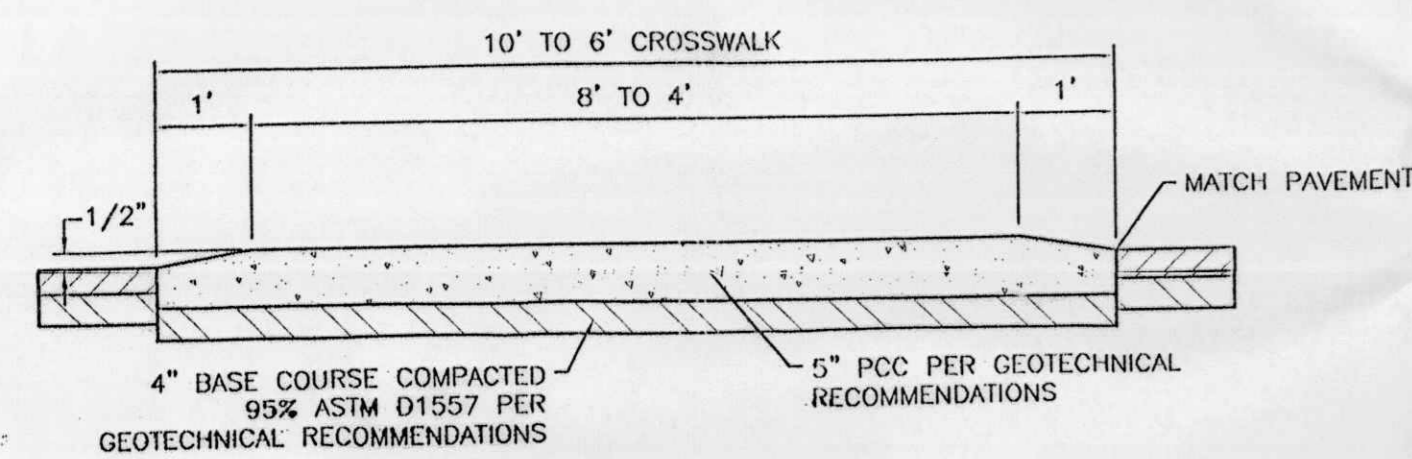 10' TO 6' CROSSWALK
1'
8' TO 4'
1'
MATCH PAVEMENT
1/2"
4" BASE COURSE COMPACTED
95% ASTM D1557 PER
GEOTECHNICAL RECOMMENDATIONS
5" PCC PER GEOTECHNICAL
RECOMMENDATIONS